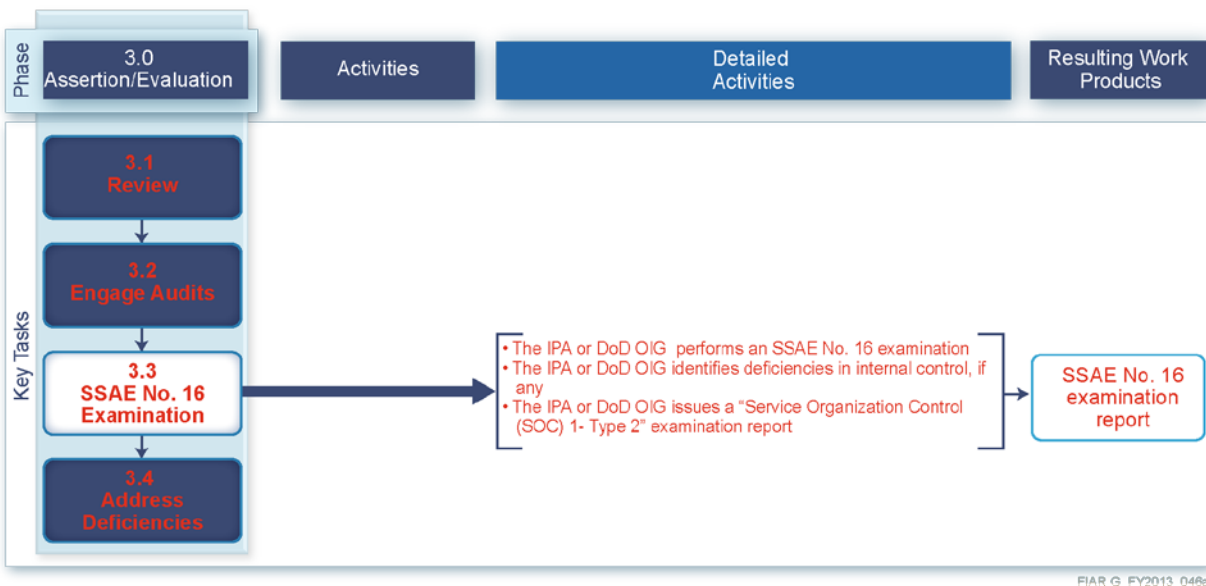 Phase
3.0
Assertion/Evaluation
Activities
Detailed
Activities
Resulting Work
Products
Key Tasks
3.1
Review
3.2
Engage Audits
3.3
SSAE No. 16
Examination
3.4
Address
Deficiencies
• The IPA or DoD OIG performs an SSAE No. 16 examination
• The IPA or DoD OIG identifies deficiencies in internal control, if
any
• The IPA or DoD OIG issues a “Service Organization Control
(SOC) 1- Type 2” examination report
SSAE No. 16
examination
report
FIAR G_FY2013_046a